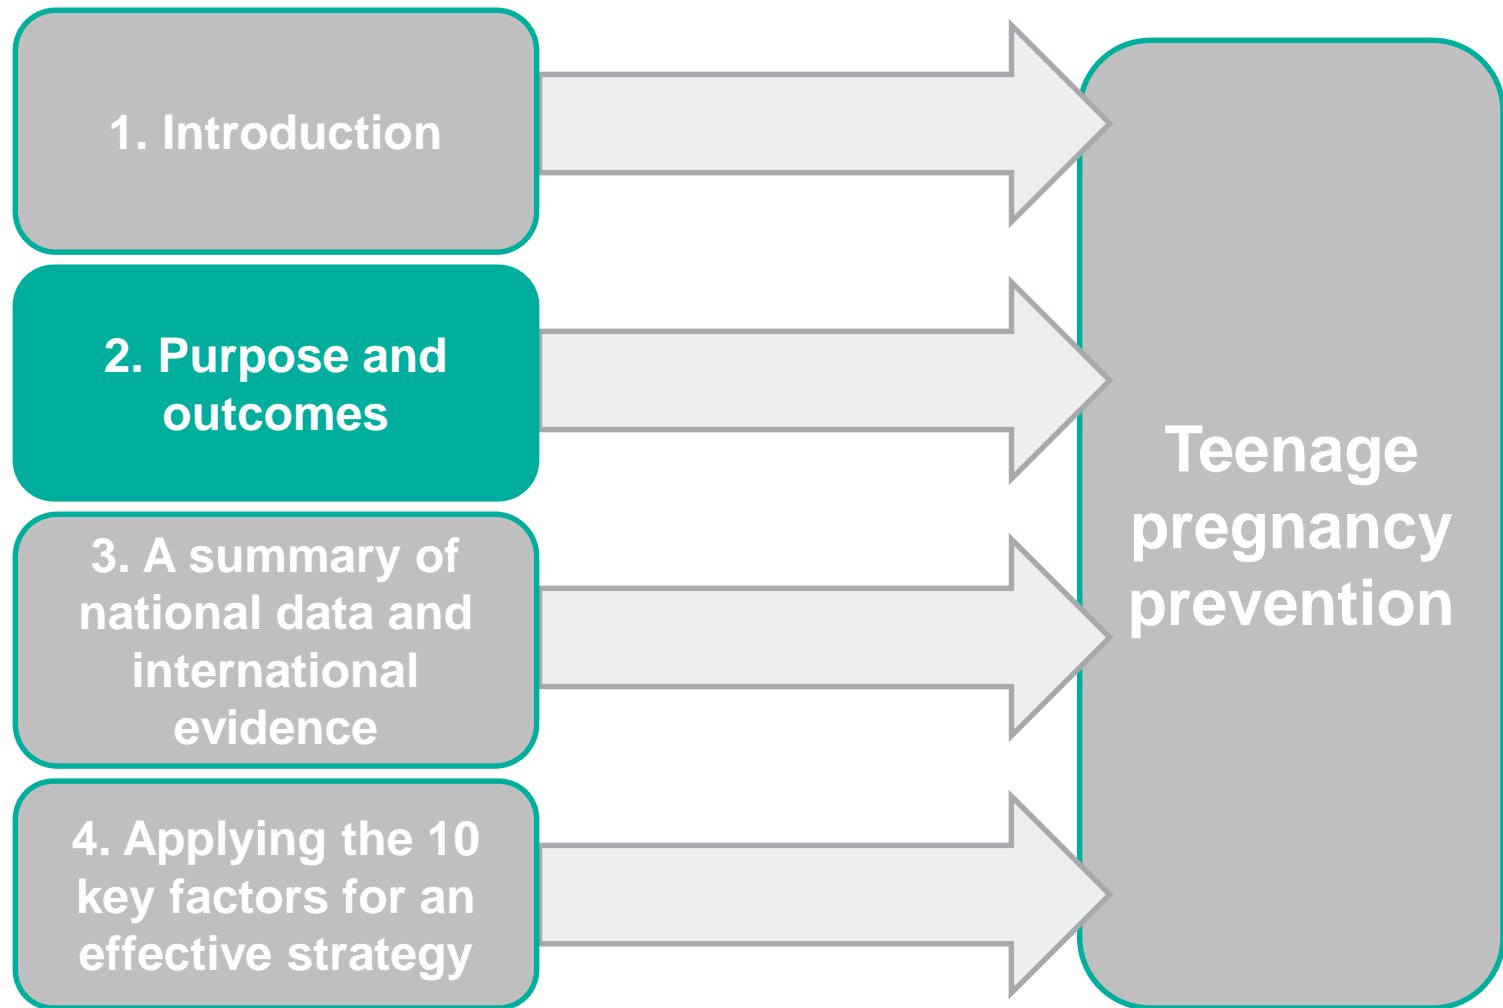 1. Introduction
2. Purpose and
outcomes
3. A summary of
national data and
international
evidence
4. Applying the 10
key factors for an
effective strategy
Teenage
pregnancy
prevention